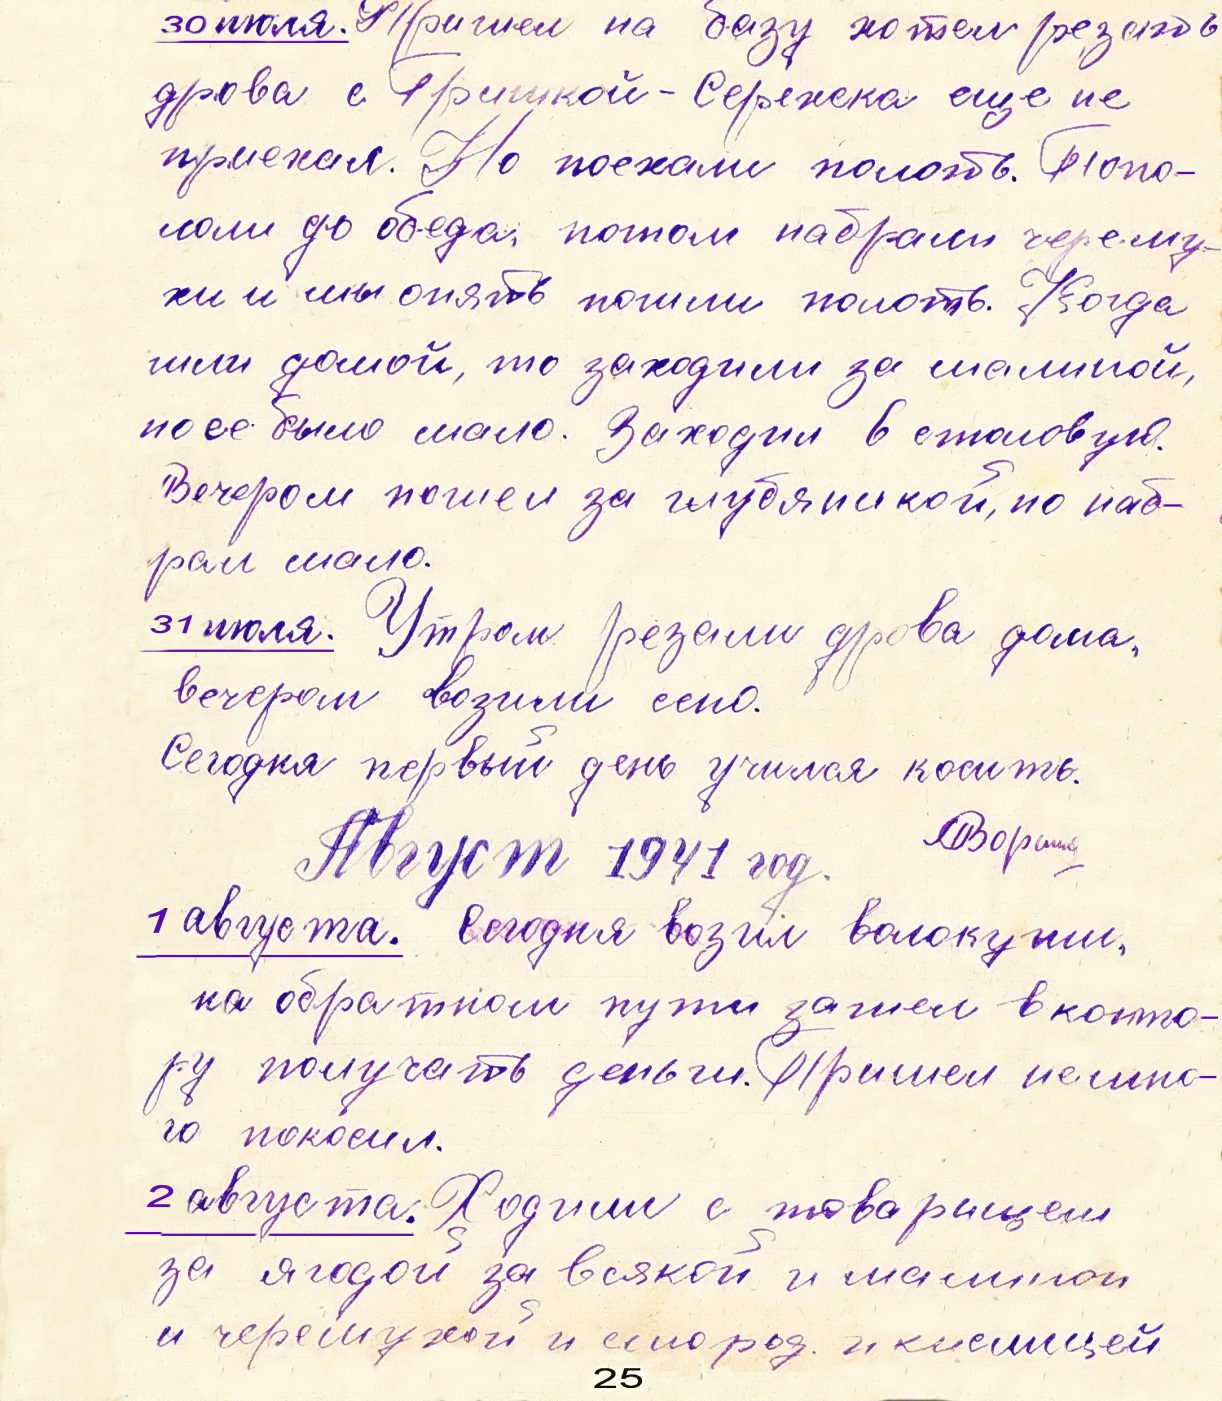 30 июля. Пришел на базу хотел резать
дрова с Гришкой - Сережска еще не
приехал. Но поехали полоть. Попо-
лоли до обеда, потом набрали черему-
хи и мы опять пошли полоть. Когда
шли домой, то заходили за малиной,
но ее было мало. Заходил в столовую.
Вечером пошел за глубяникой, но наб-
рал мало.
31 июля. Утром резали дрова дома,
вечером возили сено.
Сегодня первый день учился косить.
Август 1941 год.
1 августа. Сегодня возил волокуши,
на обратном пути зашел в конто-
ру получать деньги. Пришел немно-
го покосил.
2 августа. Ходили с товарищем
за ягодой за всякой и малиной
и черемухой и смород. и кислицей
25